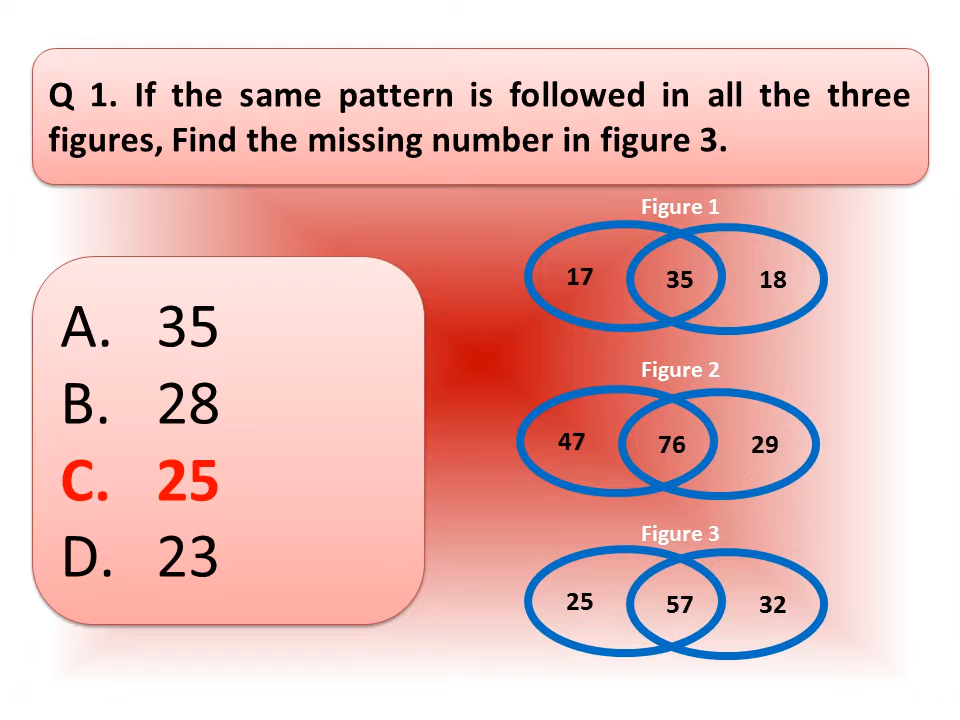 Q 1. If the same pattern is followed in all the three
figures, Find the missing number in figure 3.
A. 35
B. 28
C. 25
D. 23
Figure 1
17 35 18
Figure 2
47 76 29
Figure 3
25 57 32